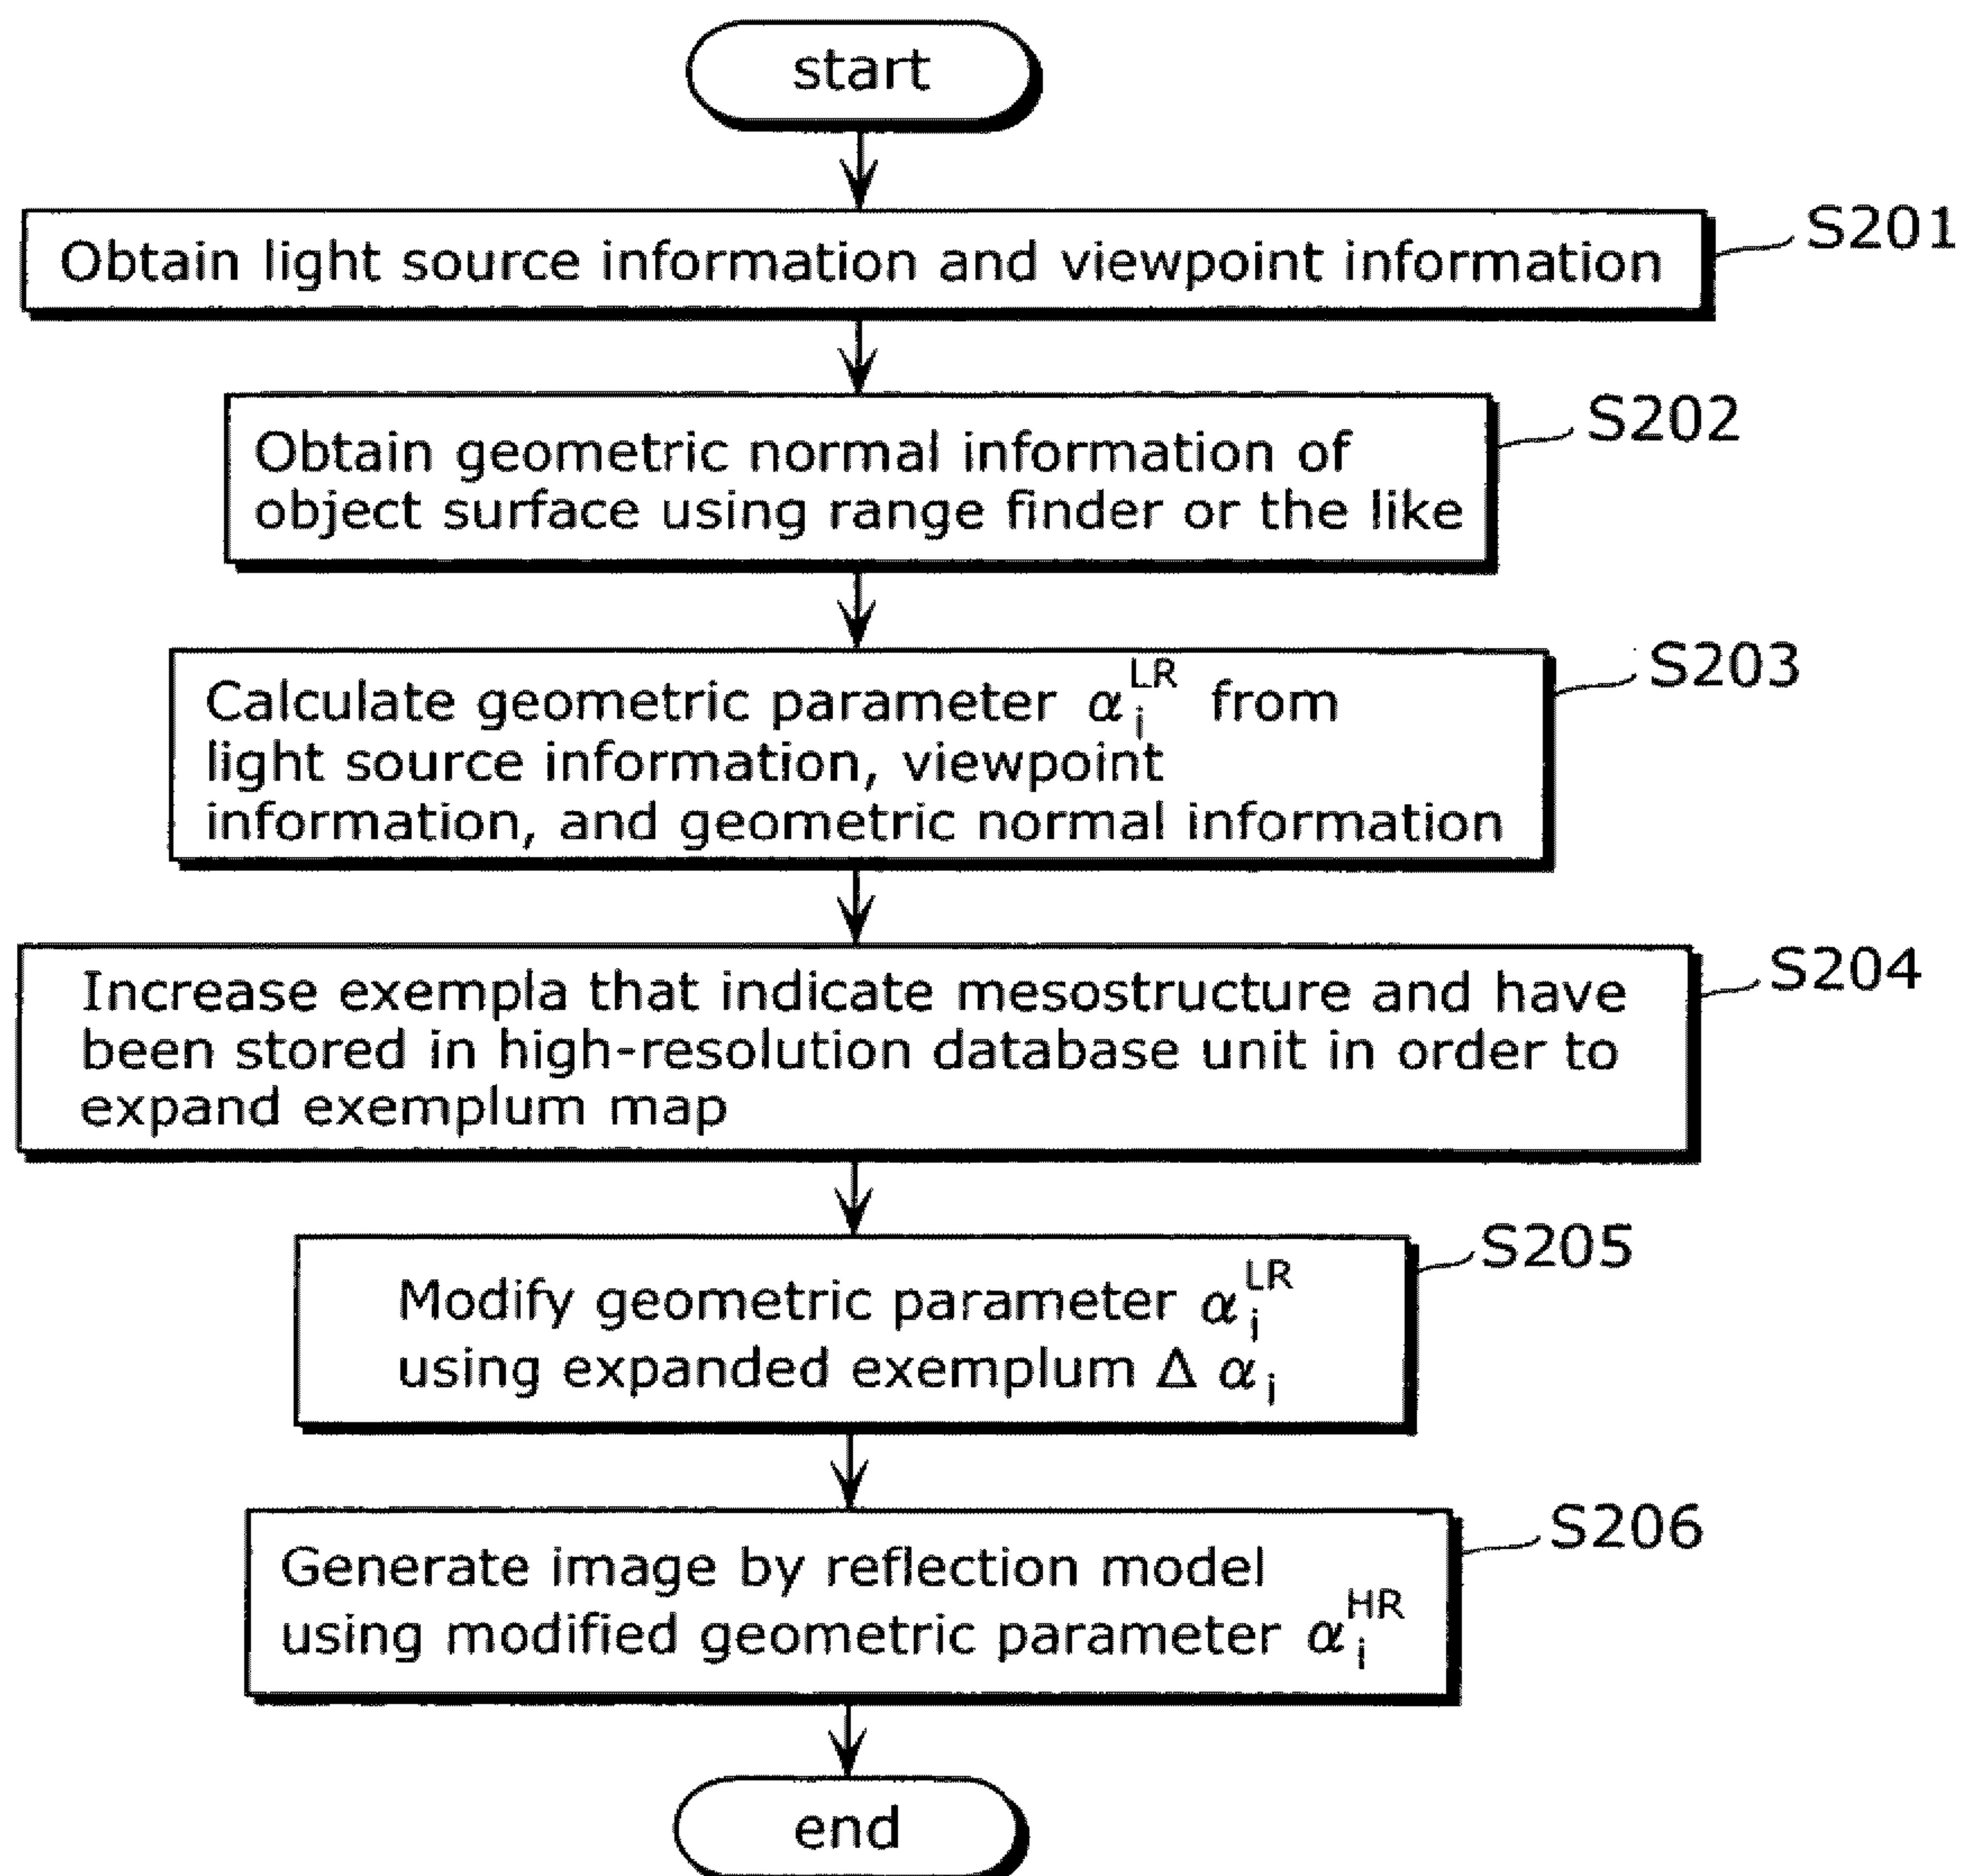 start
Obtain light source information and viewpoint information
S201
Obtain geometric normal information of
object surface using range finder or the like
S202
Calculate geometric parameter α_i^LR from
light source information, viewpoint
information, and geometric normal information
S203
Increase exempla that indicate mesostructure and have
been stored in high-resolution database unit in order to
expand exemplum map
S204
Modify geometric parameter α_i^LR
using expanded exemplum Δ α_i
S205
Generate image by reflection model
using modified geometric parameter α_i^HR
S206
end